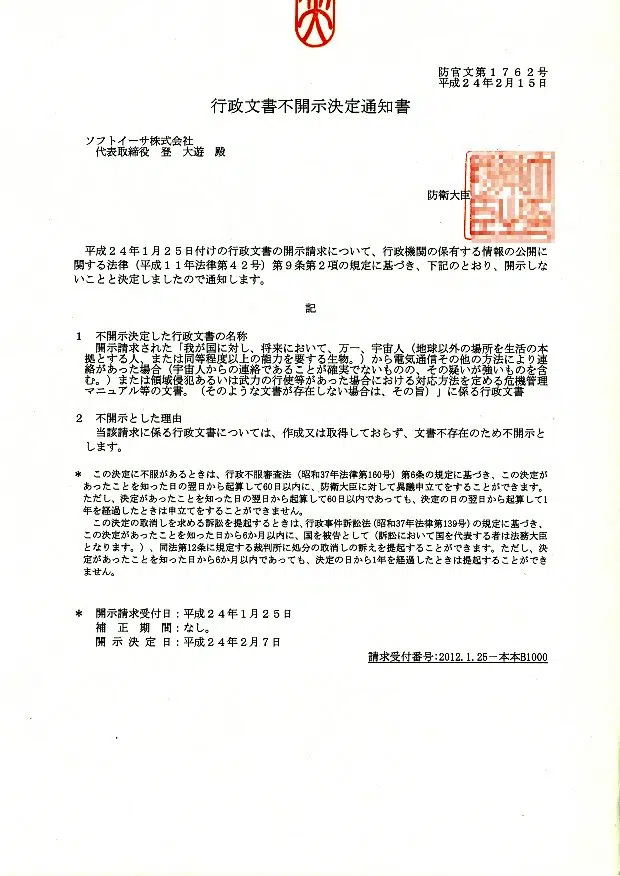 防官文第１７６２号
平成２４年２月１５日
行政文書不開示決定通知書
ソフトイーサ株式会社
代表取締役　登　大遊　殿
防衛大臣
平成２４年１月２５日付けの行政文書の開示請求について、行政機関の保有する情報の公開に
関する法律（平成１１年法律第４２号）第９条第２項の規定に基づき、下記のとおり、開示しな
いことと決定しましたので通知します。
記
１　不開示決定した行政文書の名称
開示請求された「我が国に対し、将来において、万一、宇宙人（地球以外の場所を生活の本
拠とする人、または同等程度以上の能力を要する生物。）から電気通信その他の方法により連
絡があった場合（宇宙人からの連絡であることが確実でないものの、その疑いが強いものを含
む。）または領域侵犯あるいは武力の行使等があった場合における対応方法を定める危機管理
マニュアル等の文書。（そのような文書が存在しない場合は、その旨）」に係る行政文書
２　不開示とした理由
当該請求に係る行政文書については、作成又は取得しておらず、文書不存在のため不開示と
します。
＊　この決定に不服があるときは、行政不服審査法（昭和37年法律第160号）第6条の規定に基づき、この決定が
あったことを知った日の翌日から起算して60日以内に、防衛大臣に対して異議申立てをすることができます。
ただし、決定があったことを知った日の翌日から起算して60日以内であっても、決定の日の翌日から起算して1
年を経過したときは申立てをすることができません。
この決定の取消しを求める訴訟を提起するときは、行政事件訴訟法（昭和37年法律第139号）の規定に基づき、
この決定があったことを知った日から6か月以内に、国を被告として（訴訟において国を代表する者は法務大臣
となります。）、同法第12条に規定する裁判所に処分の取消しの訴えを提起することができます。ただし、決
定があったことを知った日から6か月以内であっても、決定の日から1年を経過したときは提起することができ
ません。
＊　開示請求受付日：平成２４年１月２５日
補　正　期　間：なし。
開　示　決　定　日：平成２４年２月７日
請求受付番号:2012.1.25－本本B1000